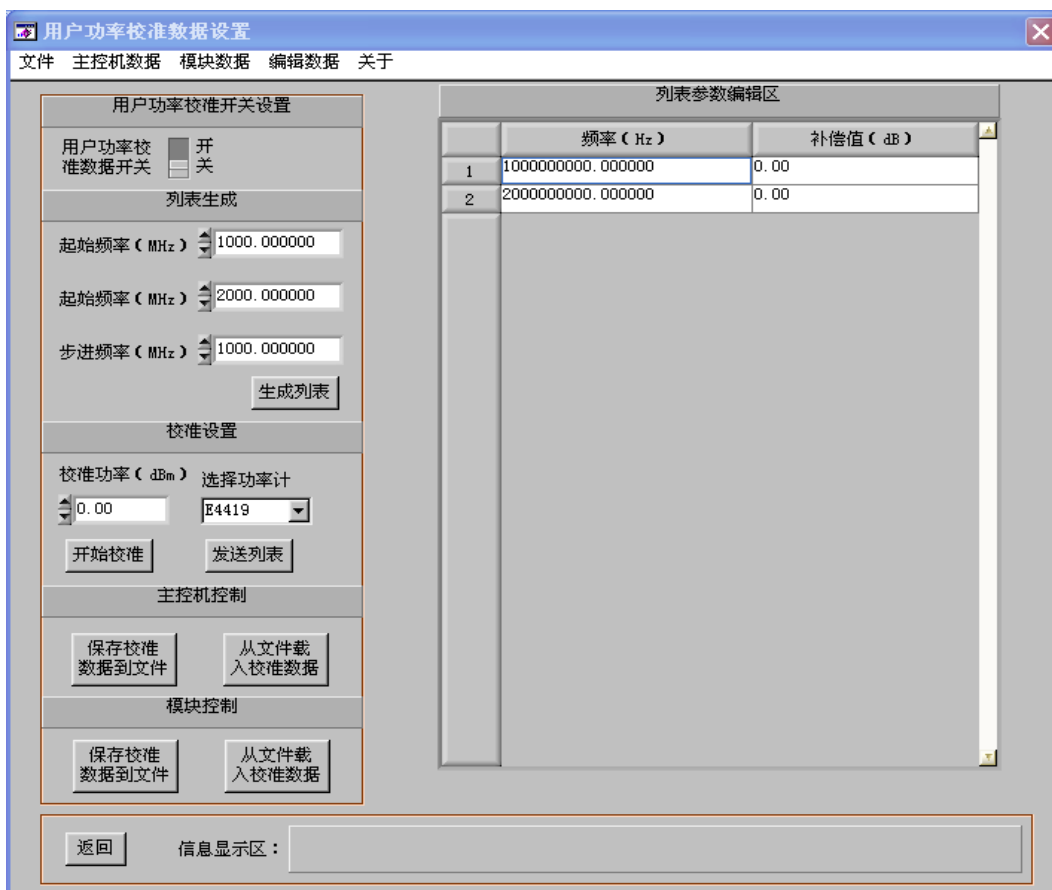 用户功率校准数据设置
文件 主控机数据 模块数据 编辑数据 关于
用户功率校准开关设置
用户功率校
准数据开关
开
关
列表生成
起始频率(MHz) 1000.000000
起始频率(MHz) 2000.000000
步进频率(MHz) 1000.000000
生成列表
校准设置
校准功率(dBm) 选择功率计
0.00 E4419
开始校准 发送列表
主控机控制
保存校准
数据到文件
从文件载
入校准数据
模块控制
保存校准
数据到文件
从文件载
入校准数据
列表参数编辑区
频率(Hz) 补偿值(dB)
1 1000000000.000000 0.00
2 2000000000.000000 0.00
返回 信息显示区: